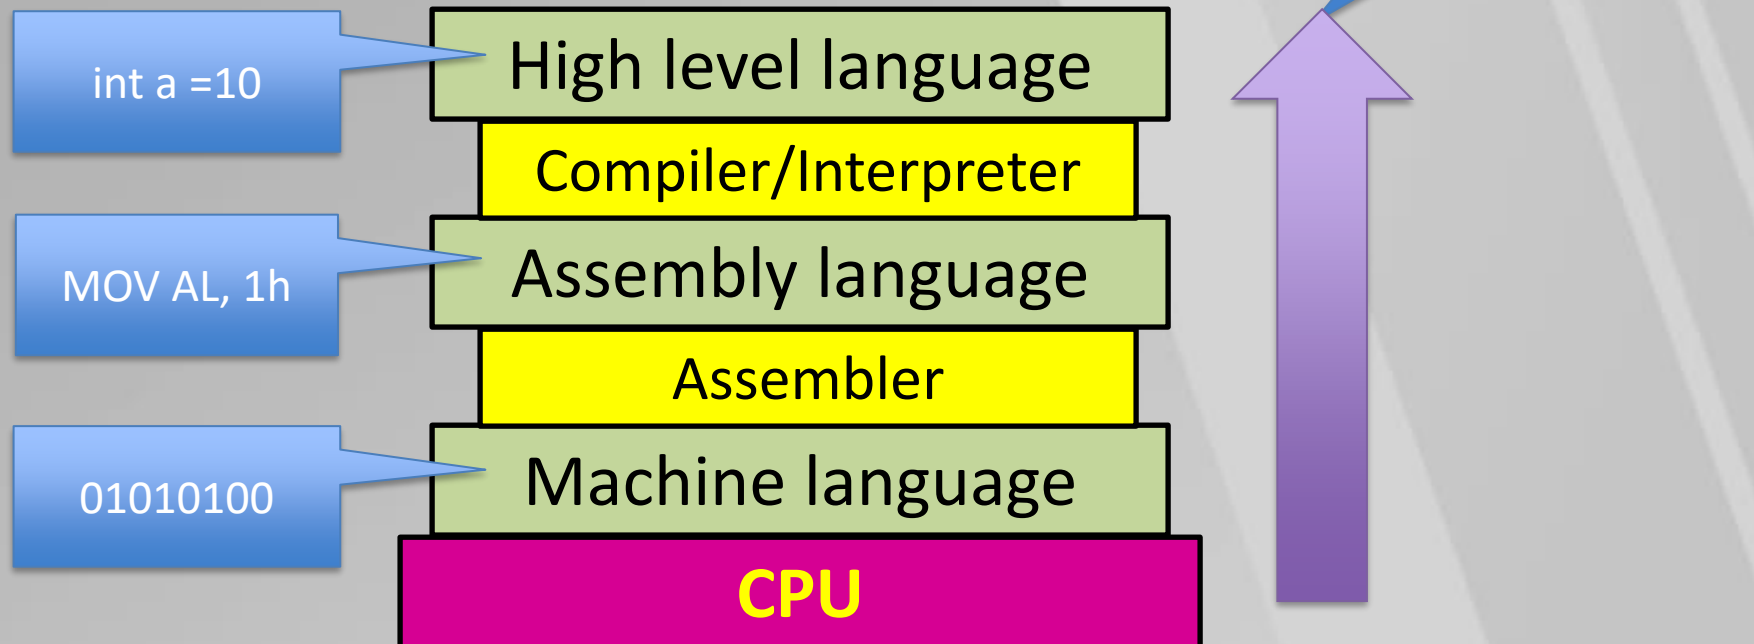 int a =10
High level language
Compiler/Interpreter
MOV AL, 1h
Assembly language
Assembler
01010100
Machine language
CPU